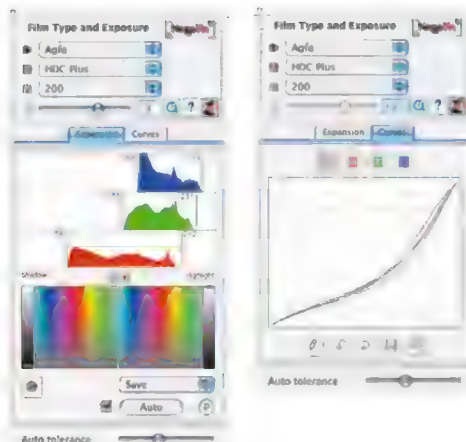 Film Type and Exposure
Agfa
HDC Plus
200
?
Expansion
Curves
Shadow
Highlight
Save
Auto
Auto tolerance
Film Type and Exposure
Agfa
HDC Plus
200
?
Expansion
Curves
Auto tolerance